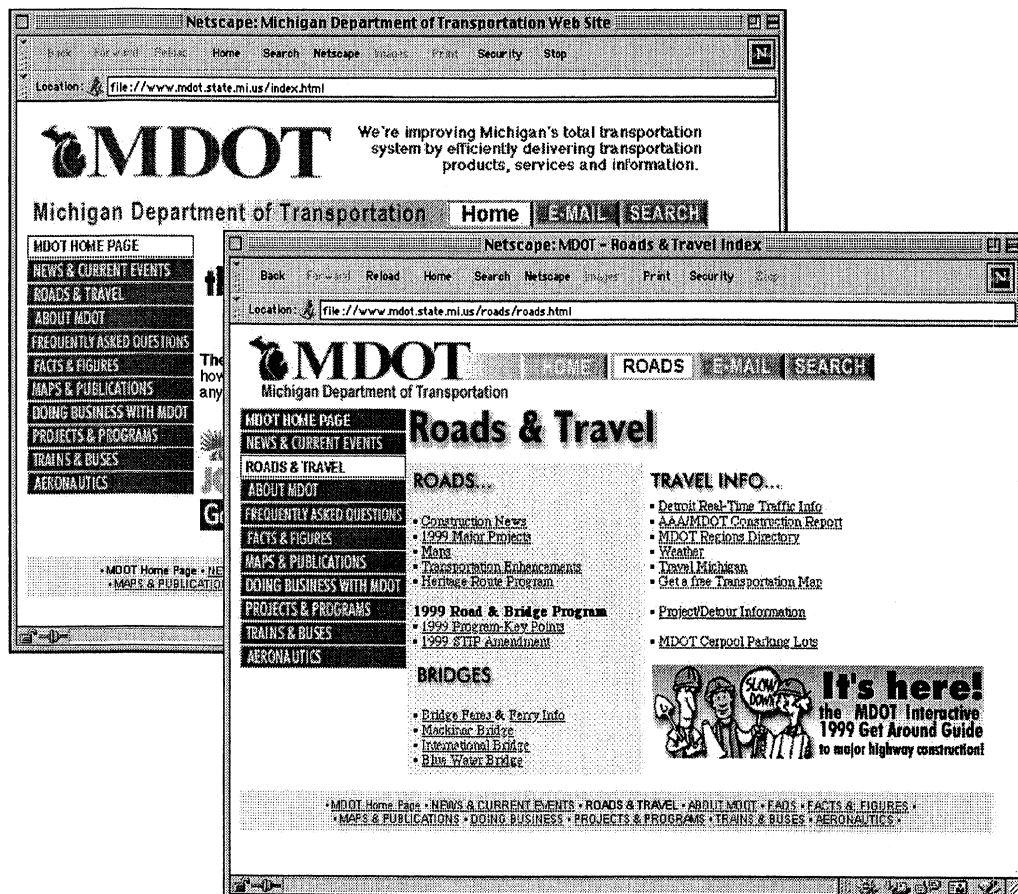 Netscape: Michigan Department of Transportation Web Site
Back Forward Reload Home Search Netscape Images Print Security Stop
N
Location: file://www.mdot.state.mi.us/index.html
MDOT
We're improving Michigan's total transportation
system by efficiently delivering transportation
products, services and information.
Michigan Department of Transportation Home E-MAIL SEARCH
MDOT HOME PAGE
NEWS & CURRENT EVENTS
ROADS & TRAVEL
ABOUT MDOT
FREQUENTLY ASKED QUESTIONS
FACTS & FIGURES
MAPS & PUBLICATIONS
DOING BUSINESS WITH MDOT
PROJECTS & PROGRAMS
TRAINS & BUSES
AERONAUTICS
The
how
any
• MDOT Home Page • NE
• MAPS & PUBLICATIO
Netscape: MDOT - Roads & Travel Index
Back Forward Reload Home Search Netscape Images Print Security Stop
N
Location: file://www.mdot.state.mi.us/roads/roads.html
MDOT HOME ROADS E-MAIL SEARCH
Michigan Department of Transportation
MDOT HOME PAGE
NEWS & CURRENT EVENTS
ROADS & TRAVEL
ABOUT MDOT
FREQUENTLY ASKED QUESTIONS
FACTS & FIGURES
MAPS & PUBLICATIONS
DOING BUSINESS WITH MDOT
PROJECTS & PROGRAMS
TRAINS & BUSES
AERONAUTICS
Roads & Travel
ROADS...
• Construction News
• 1999 Major Projects
• Maps
• Transportation Enhancements
• Heritage Route Program
1999 Road & Bridge Program
• 1999 Program-Key Points
• 1999 STIP Amendment
BRIDGES
• Bridge Fares & Ferry Info
• Mackinac Bridge
• International Bridge
• Blue Water Bridge
TRAVEL INFO...
• Detroit Real-Time Traffic Info
• AAA/MDOT Construction Report
• MDOT Regions Directory
• Weather
• Travel Michigan
• Get a free Transportation Map
• Project/Detour Information
• MDOT Carpool Parking Lots
SLOW
DOWN
It's here!
the MDOT Interactive
1999 Get Around Guide
to major highway construction!
• MDOT Home Page • NEWS & CURRENT EVENTS • ROADS & TRAVEL • ABOUT MDOT • FAQS • FACTS & FIGURES •
• MAPS & PUBLICATIONS • DOING BUSINESS • PROJECTS & PROGRAMS • TRAINS & BUSES • AERONAUTICS •